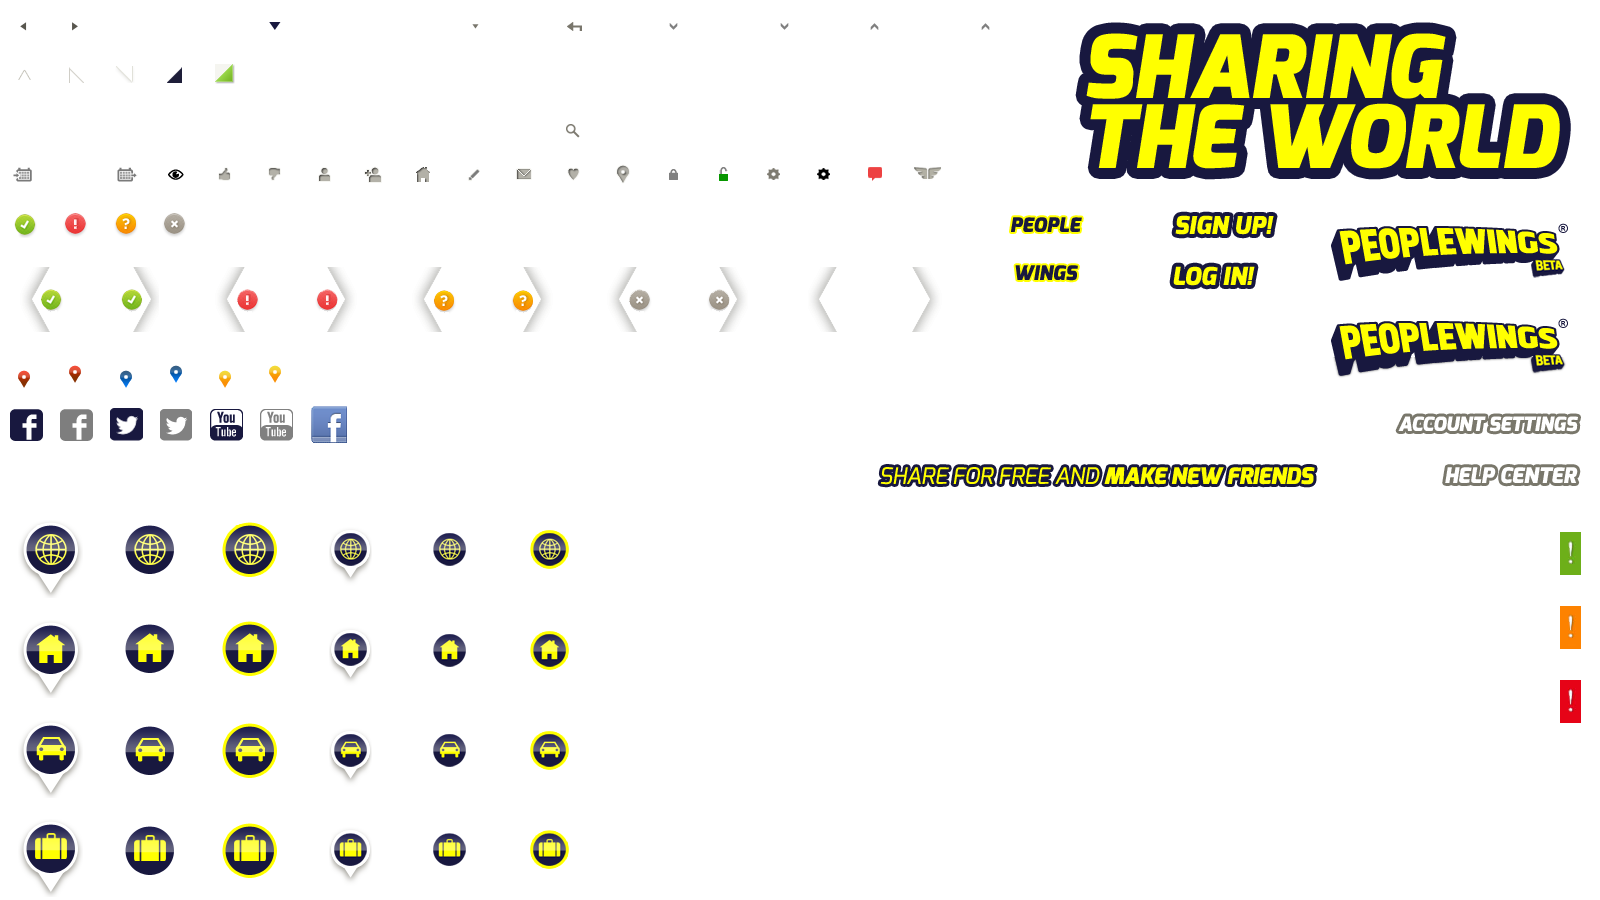 SHARING
THE WORLD
PEOPLE
SIGN UP!
PEOPLEWINGS®
BETA
WINGS
LOG IN!
PEOPLEWINGS®
BETA
You
Tube
You
Tube
ACCOUNT SETTINGS
SHARE FOR FREE AND MAKE NEW FRIENDS
HELP CENTER
!
!
!